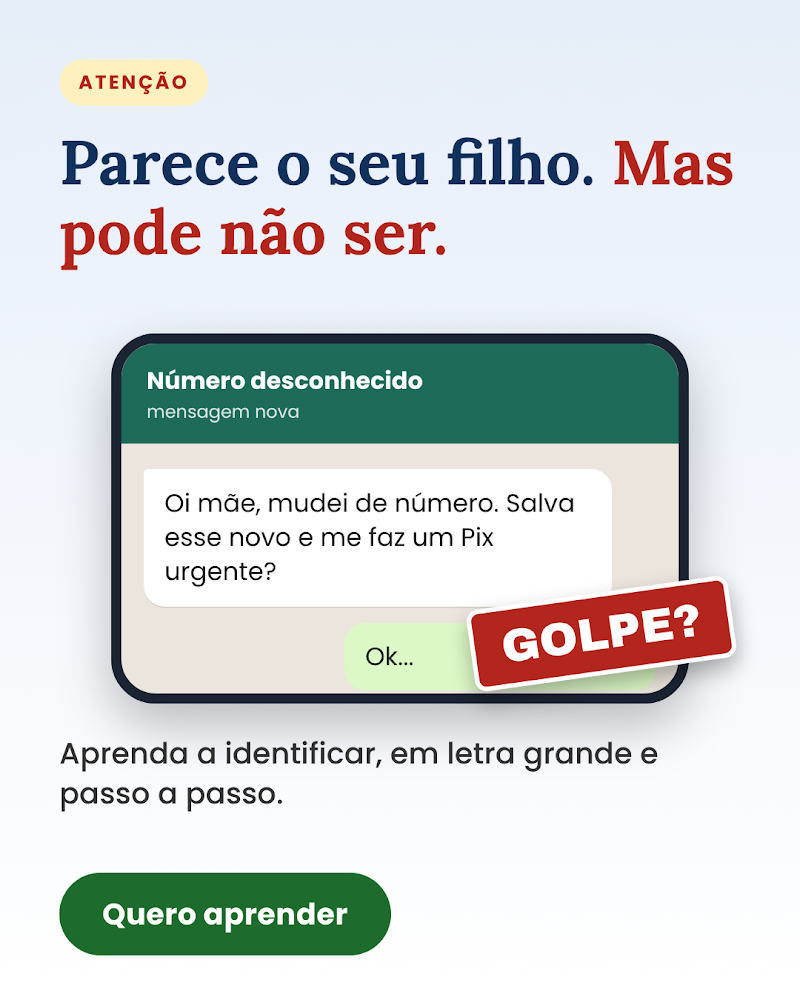 ATENÇÃO
Parece o seu filho. Mas
pode não ser.
Número desconhecido
mensagem nova
Oi mãe, mudei de número. Salva
esse novo e me faz um Pix
urgente?
GOLPE?
Ok...
Aprenda a identificar, em letra grande e
passo a passo.
Quero aprender